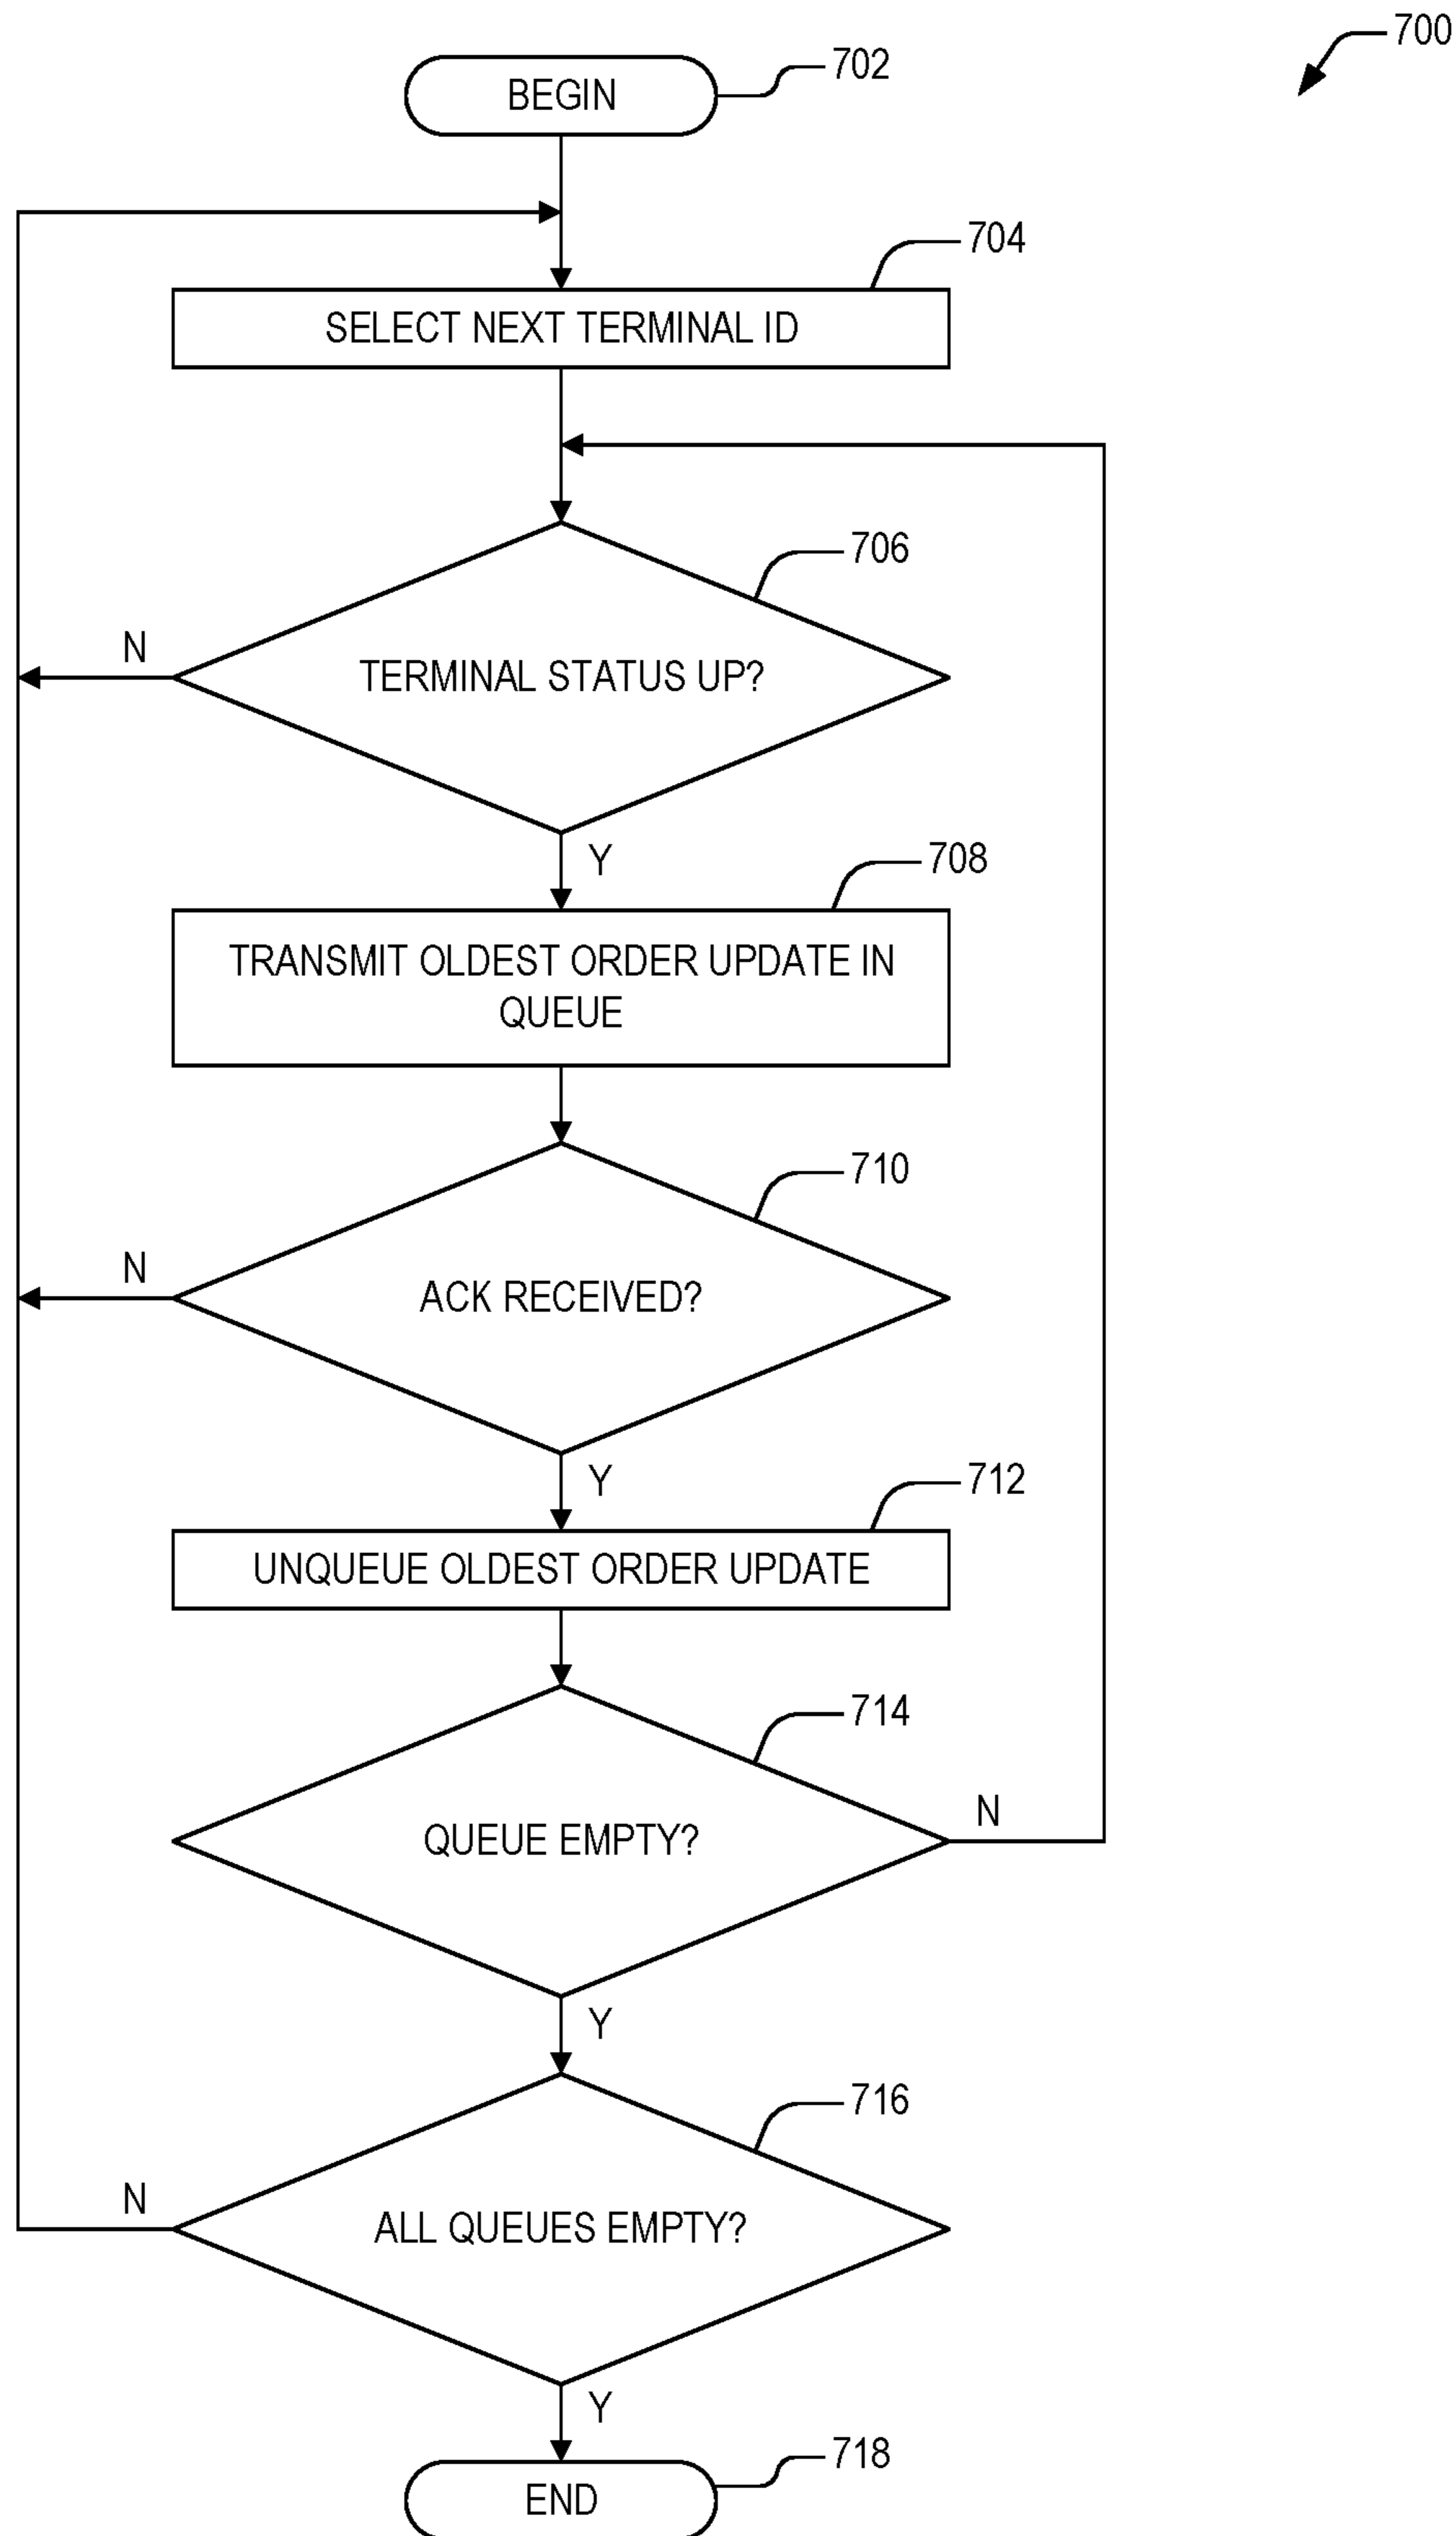 700
BEGIN
702
704
SELECT NEXT TERMINAL ID
706
N
TERMINAL STATUS UP?
Y
708
TRANSMIT OLDEST ORDER UPDATE IN
QUEUE
710
N
ACK RECEIVED?
Y
712
UNQUEUE OLDEST ORDER UPDATE
714
QUEUE EMPTY?
N
Y
716
N
ALL QUEUES EMPTY?
Y
718
END